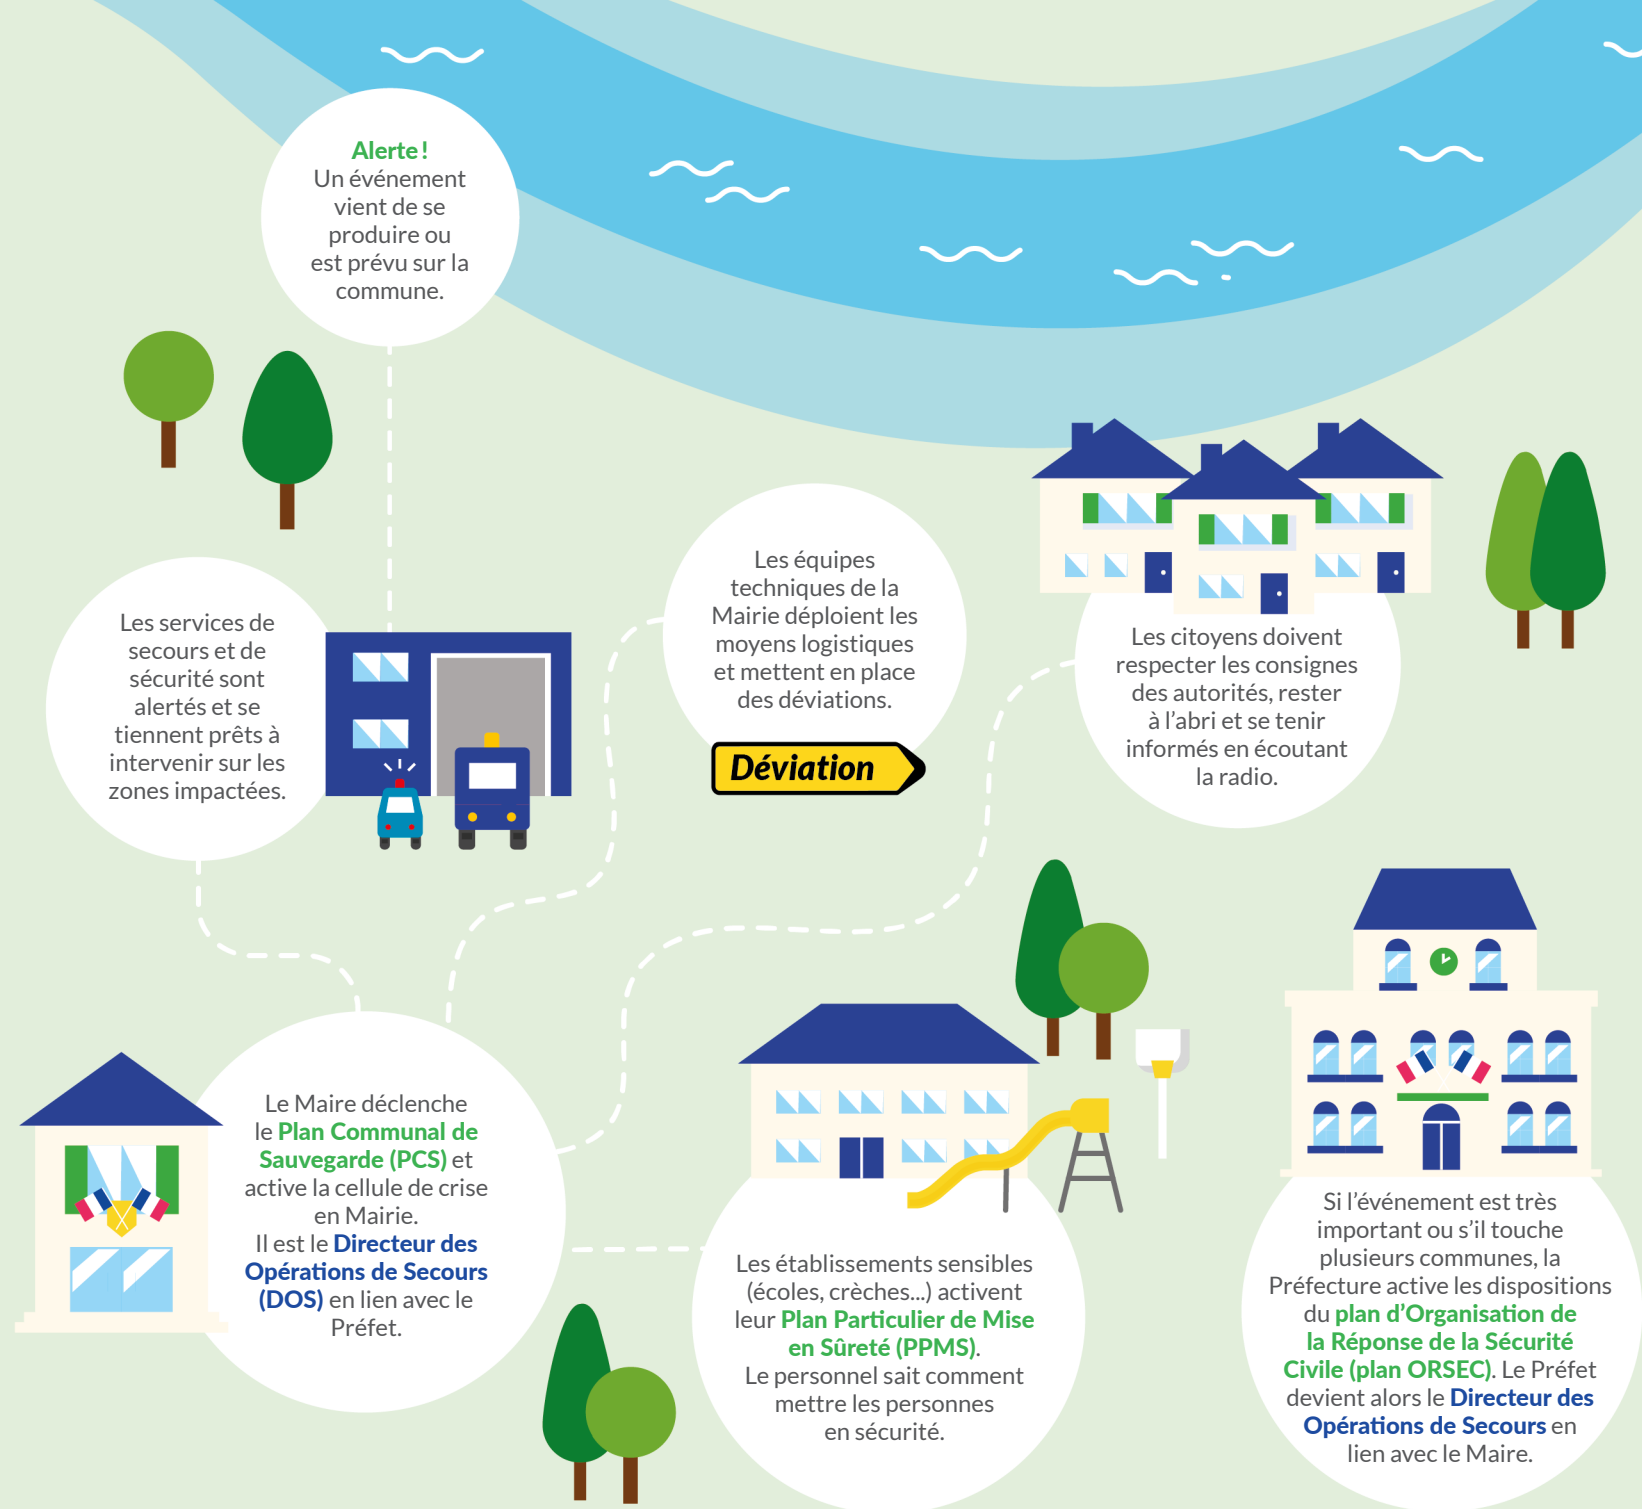 Alerte !
Un événement
vient de se
produire ou
est prévu sur la
commune.
Les services de
secours et de
sécurité sont
alertés et se
tiennent prêts à
intervenir sur les
zones impactées.
Les équipes
techniques de la
Mairie déploient les
moyens logistiques
et mettent en place
des déviations.
Déviation
Les citoyens doivent
respecter les consignes
des autorités, rester
à l’abri et se tenir
informés en écoutant
la radio.
Le Maire déclenche
le Plan Communal de
Sauvegarde (PCS) et
active la cellule de crise
en Mairie.
Il est le Directeur des
Opérations de Secours
(DOS) en lien avec le
Préfet.
Les établissements sensibles
(écoles, crèches...) activent
leur Plan Particulier de Mise
en Sûreté (PPMS).
Le personnel sait comment
mettre les personnes
en sécurité.
Si l’événement est très
important ou s’il touche
plusieurs communes, la
Préfecture active les dispositions
du plan d’Organisation de
la Réponse de la Sécurité
Civile (plan ORSEC). Le Préfet
devient alors le Directeur des
Opérations de Secours en
lien avec le Maire.